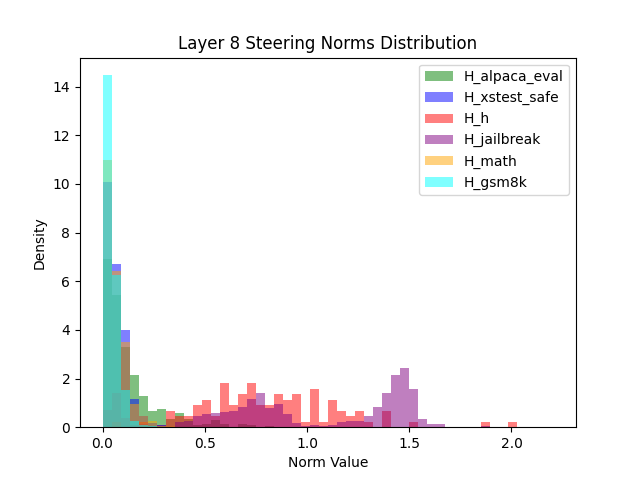 Layer 8 Steering Norms Distribution
H_alpaca_eval
H_xstest_safe
H_h
H_jailbreak
H_math
H_gsm8k
Density
14
12
10
8
6
4
2
0
0.0 0.5 1.0 1.5 2.0
Norm Value